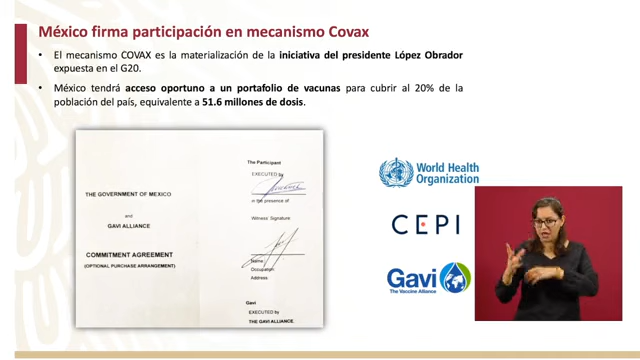 México firma participación en mecanismo Covax
• El mecanismo COVAX es la materialización de la iniciativa del presidente López Obrador
expuesta en el G20.
• México tendrá acceso oportuno a un portafolio de vacunas para cubrir al 20% de la
población del país, equivalente a 51.6 millones de dosis.
THE GOVERNMENT OF MEXICO
and
GAVI ALLIANCE
COMMITMENT AGREEMENT
(OPTIONAL PURCHASE ARRANGEMENT)
The Participant
EXECUTED by
in the presence of:
Witness Signature
Name
Occupation
Address:
Gavi
EXECUTED by
THE GAVI ALLIANCE
World Health
Organization
CEPI
Gavi
The Vaccine Alliance